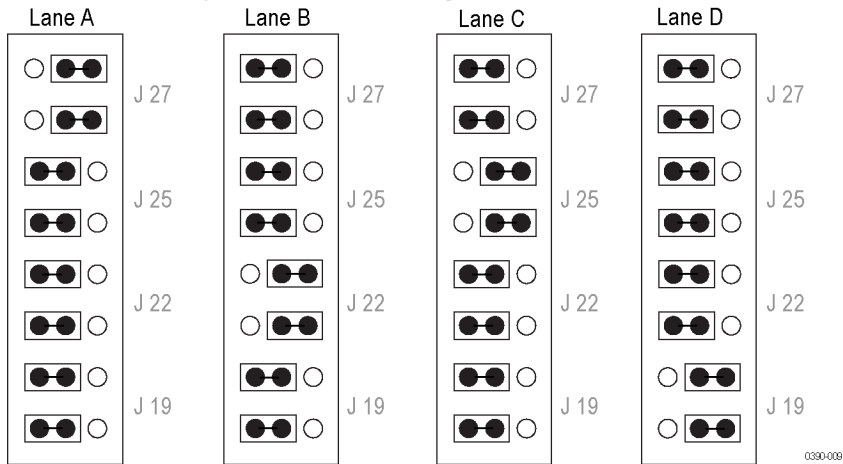 Lane A Lane B Lane C Lane D
J 27 J 27 J 27 J 27
J 25 J 25 J 25 J 25
J 22 J 22 J 22 J 22
J 19 J 19 J 19 J 19
0390-009